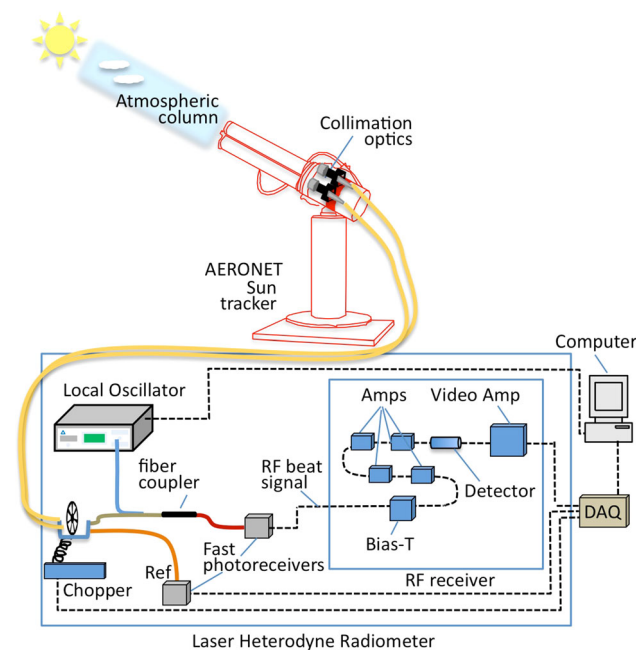 Atmospheric
column
Collimation
optics
AERONET
Sun
tracker
Computer
Local Oscillator
Amps
Video Amp
fiber
coupler
RF beat
signal
Detector
DAQ
Bias-T
Fast
photoreceivers
Ref
Chopper
RF receiver
Laser Heterodyne Radiometer